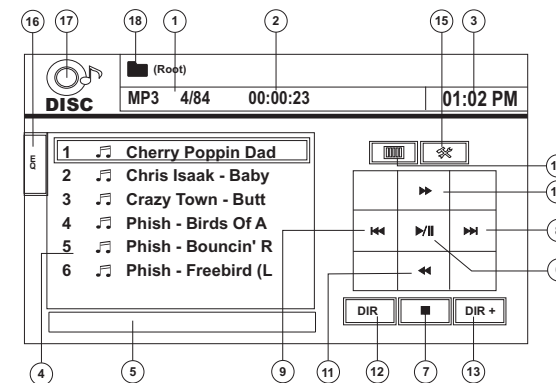 16 17 18 1 2 15 3
(Root)
DISC
MP3 4/84 00:00:23 01:02 PM
EQ
1 Cherry Poppin Dad
2 Chris Isaak - Baby
3 Crazy Town - Butt
4 Phish - Birds Of A
5 Phish - Bouncin' R
6 Phish - Freebird (L
DIR DIR +
4 5 9 11 12 7 13